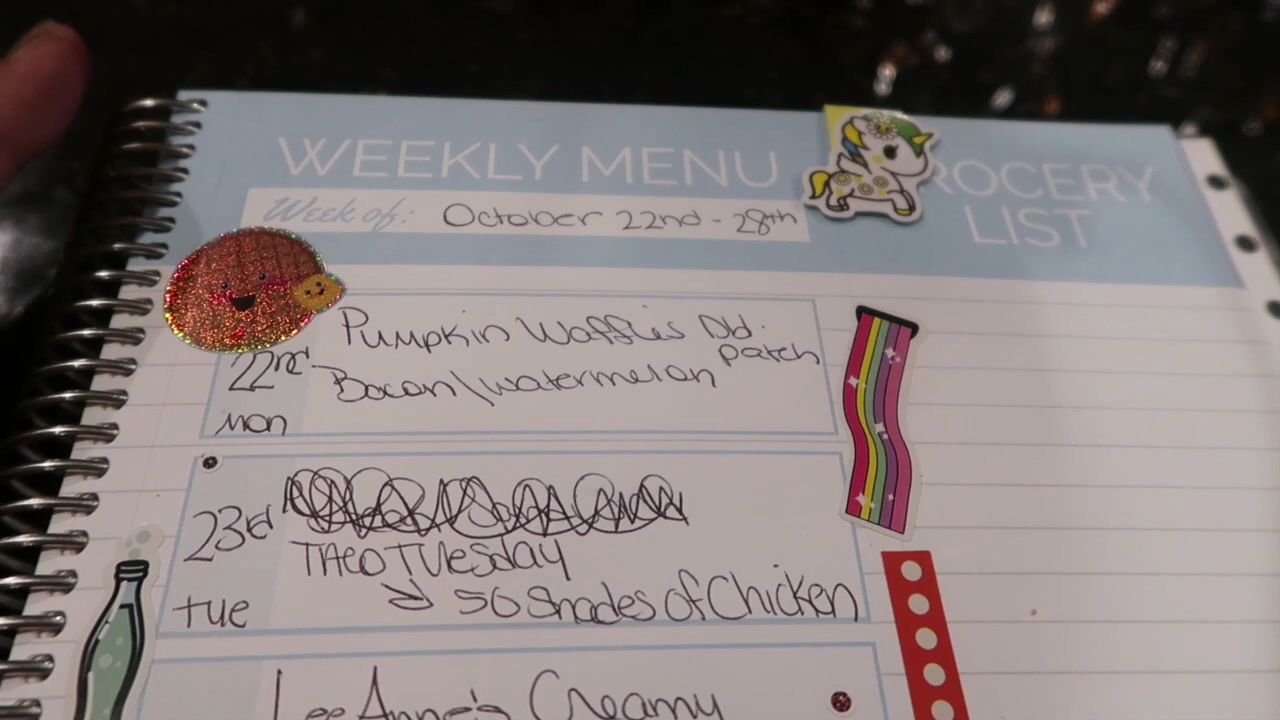 WEEKLY MENU
ROCERY
LIST
Week of: October 22nd - 28th
Pumpkin Waffles Dld.
patch
22nd
Bacon\watermelon
Mon
23rd
TACO TUESday
50 Shades of Chicken
Tue
Lee Anne's Creamy